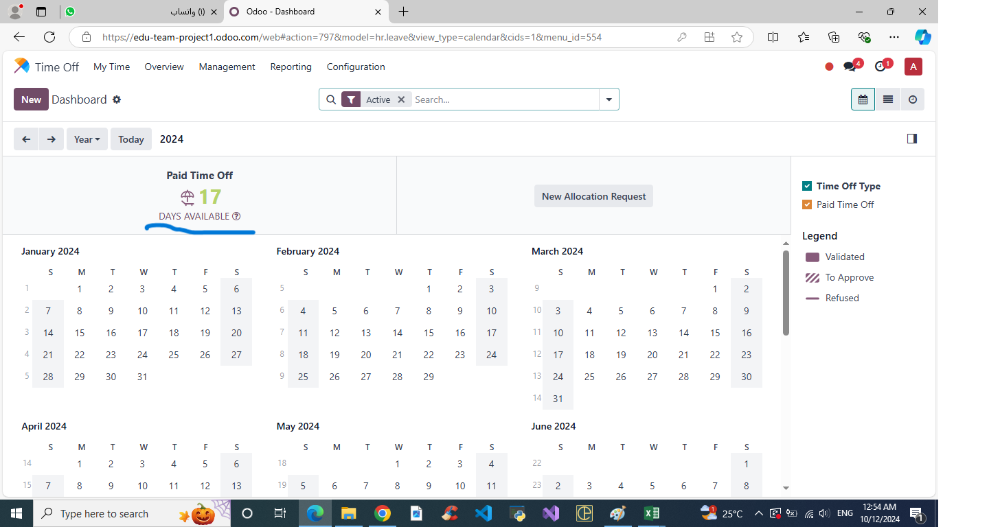 (1) واتساب
Odoo - Dashboard
https://edu-team-project1.odoo.com/web#action=797&model=hr.leave&view_type=calendar&cids=1&menu_id=554
Time Off My Time Overview Management Reporting Configuration 4 1 A
New Dashboard Active Search...
Year Today 2024
Paid Time Off
17
DAYS AVAILABLE ?
New Allocation Request
Time Off Type
Paid Time Off
Legend
Validated
To Approve
Refused
January 2024
S M T W T F S
1 1 2 3 4 5 6
2 7 8 9 10 11 12 13
3 14 15 16 17 18 19 20
4 21 22 23 24 25 26 27
5 28 29 30 31
February 2024
S M T W T F S
5 1 2 3
6 4 5 6 7 8 9 10
7 11 12 13 14 15 16 17
8 18 19 20 21 22 23 24
9 25 26 27 28 29
March 2024
S M T W T F S
9 1 2
10 3 4 5 6 7 8 9
11 10 11 12 13 14 15 16
12 17 18 19 20 21 22 23
13 24 25 26 27 28 29 30
14 31
April 2024
S M T W T F S
14 1 2 3 4 5 6
15 7 8 9 10 11 12 13
May 2024
S M T W T F S
18 1 2 3 4
19 5 6 7 8 9 10 11
June 2024
S M T W T F S
22 1
23 2 3 4 5 6 7 8
Type here to search
1 25°C ENG
12:54 AM
10/12/2024
1